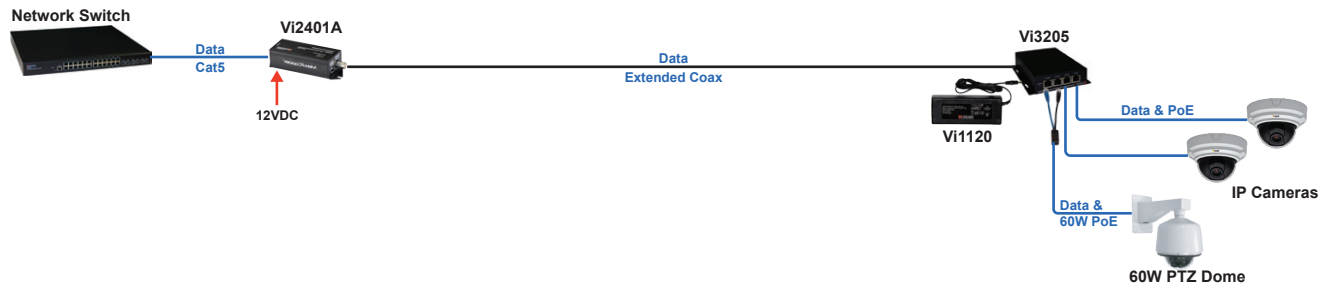 Network Switch
Vi2401A
Vi3205
Data
Cat5
12VDC
Data
Extended Coax
Vi1120
Data & PoE
IP Cameras
Data &
60W PoE
60W PTZ Dome